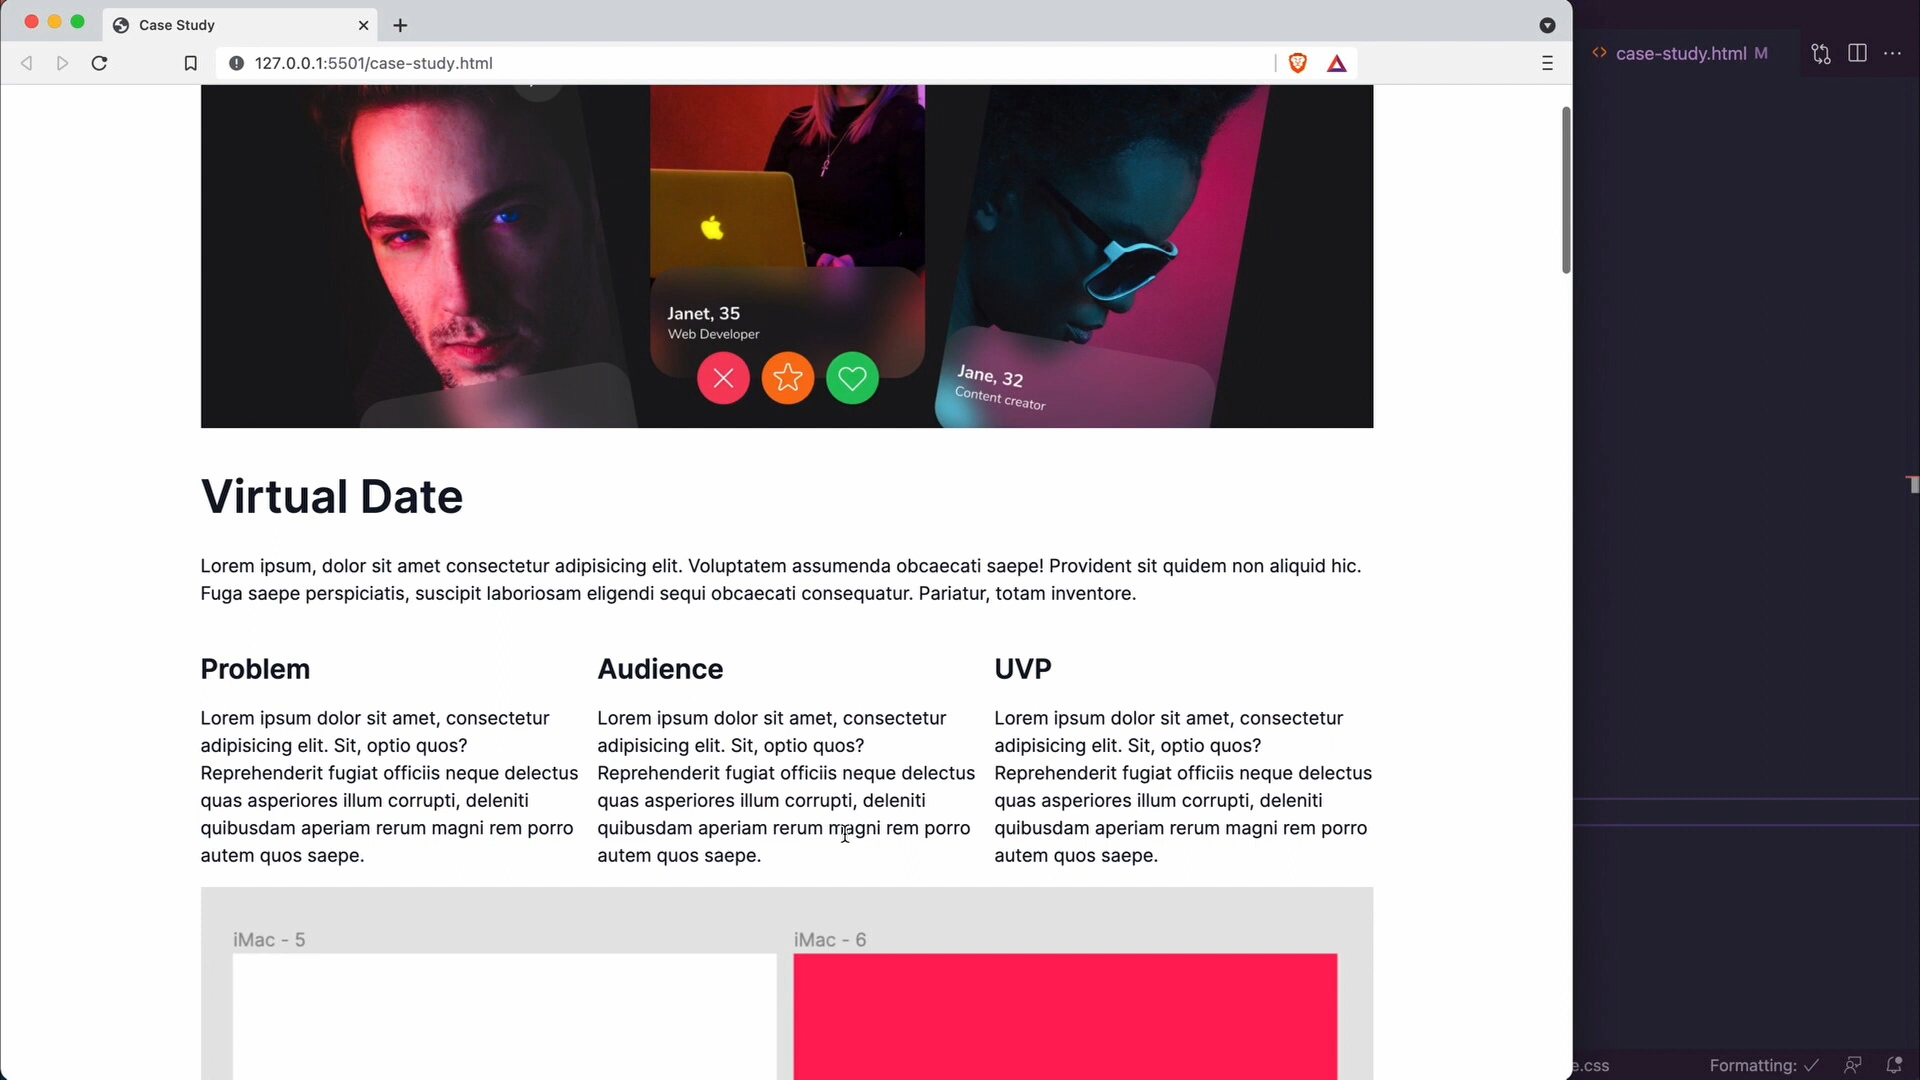 Case Study
127.0.0.1:5501/case-study.html
case-study.html M
Janet, 35
Web Developer
Jane, 32
Content creator
Virtual Date
Lorem ipsum, dolor sit amet consectetur adipisicing elit. Voluptatem assumenda obcaecati saepe! Provident sit quidem non aliquid hic.
Fuga saepe perspiciatis, suscipit laboriosam eligendi sequi obcaecati consequatur. Pariatur, totam inventore.
Problem
Lorem ipsum dolor sit amet, consectetur
adipisicing elit. Sit, optio quos?
Reprehenderit fugiat officiis neque delectus
quas asperiores illum corrupti, deleniti
quibusdam aperiam rerum magni rem porro
autem quos saepe.
Audience
Lorem ipsum dolor sit amet, consectetur
adipisicing elit. Sit, optio quos?
Reprehenderit fugiat officiis neque delectus
quas asperiores illum corrupti, deleniti
quibusdam aperiam rerum magni rem porro
autem quos saepe.
UVP
Lorem ipsum dolor sit amet, consectetur
adipisicing elit. Sit, optio quos?
Reprehenderit fugiat officiis neque delectus
quas asperiores illum corrupti, deleniti
quibusdam aperiam rerum magni rem porro
autem quos saepe.
iMac - 5
iMac - 6
e.css
Formatting: ✓